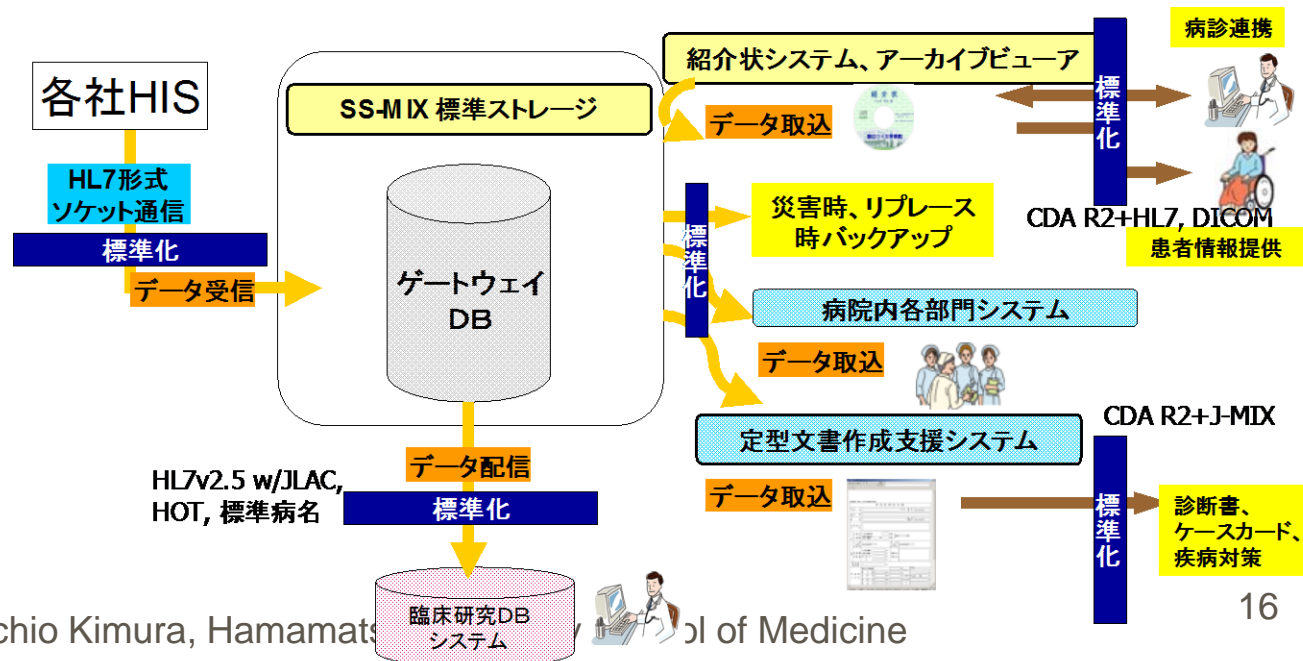 各社HIS
HL7形式
ソケット通信
標準化
データ受信
SS-MIX 標準ストレージ
ゲートウェイ
DB
データ配信
HL7v2.5 w/JLAC,
HOT, 標準病名
標準化
臨床研究DB
システム
紹介状システム、アーカイブビューア
データ取込
紹介状
標準化
病診連携
CDA R2+HL7, DICOM
患者情報提供
標準化
災害時、リプレース
時バックアップ
病院内各部門システム
データ取込
定型文書作成支援システム
データ取込
CDA R2+J-MIX
標準化
診断書、
ケースカード、
疾病対策
chio Kimura, Hamamats ol of Medicine
16